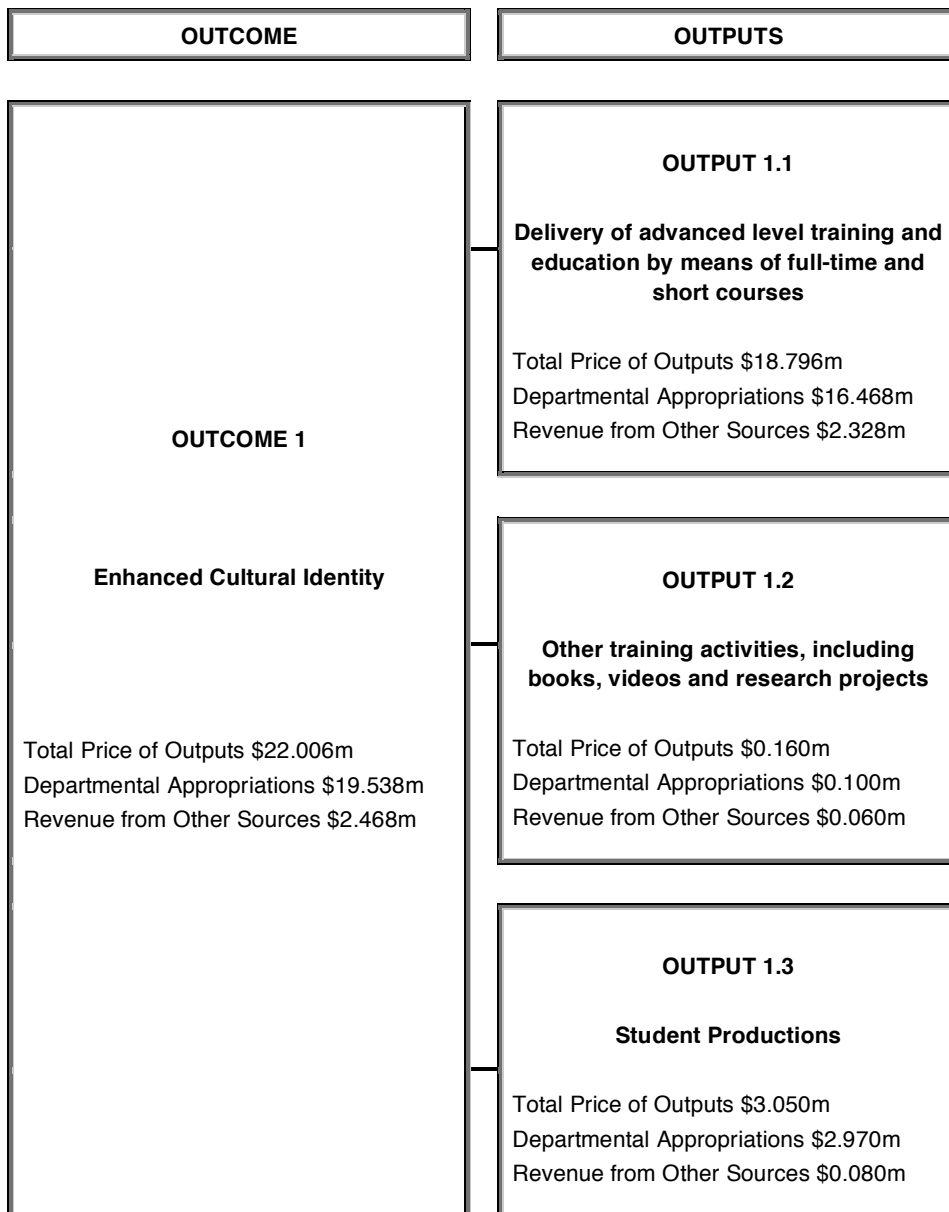 OUTCOME
OUTPUTS
OUTCOME 1
Enhanced Cultural Identity
Total Price of Outputs $22.006m
Departmental Appropriations $19.538m
Revenue from Other Sources $2.468m
OUTPUT 1.1
Delivery of advanced level training and
education by means of full-time and
short courses
Total Price of Outputs $18.796m
Departmental Appropriations $16.468m
Revenue from Other Sources $2.328m
OUTPUT 1.2
Other training activities, including
books, videos and research projects
Total Price of Outputs $0.160m
Departmental Appropriations $0.100m
Revenue from Other Sources $0.060m
OUTPUT 1.3
Student Productions
Total Price of Outputs $3.050m
Departmental Appropriations $2.970m
Revenue from Other Sources $0.080m